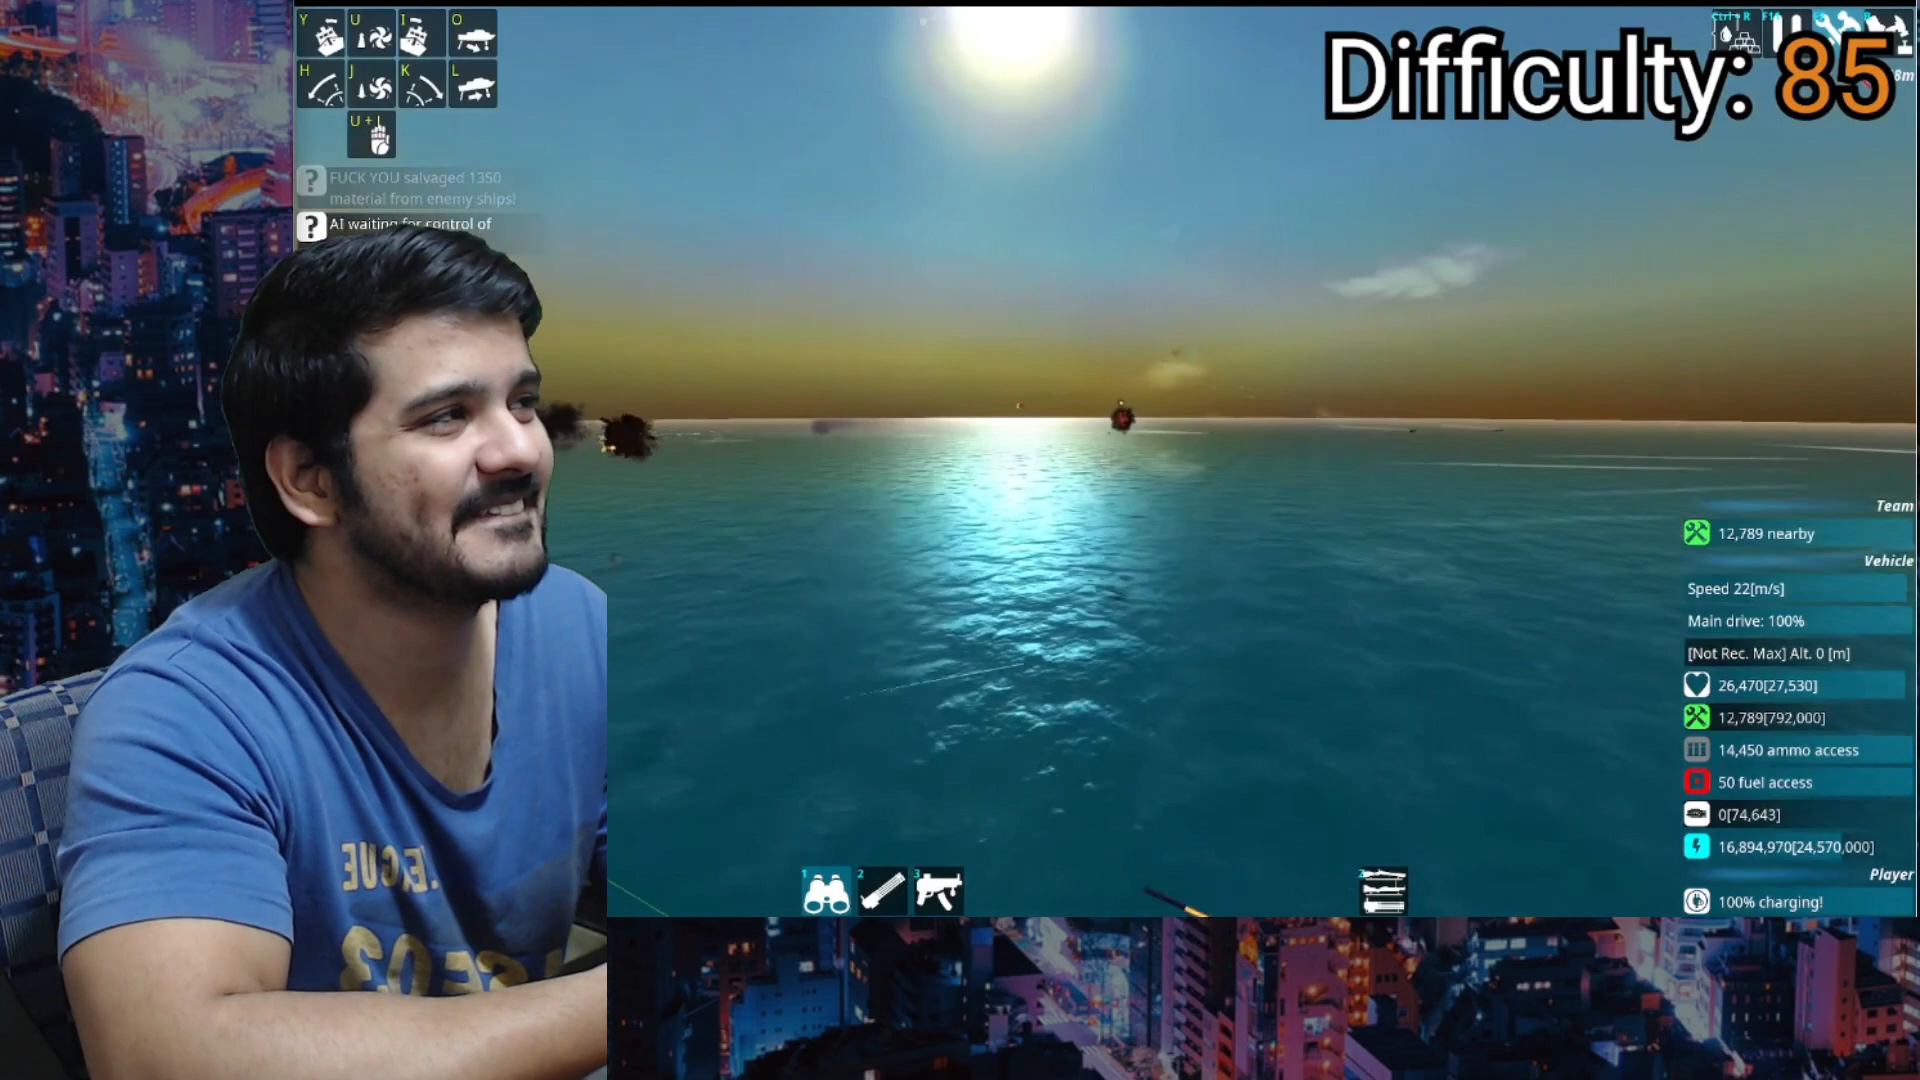 Y U I O
H J K L
U + L
FUCK YOU salvaged 1350
material from enemy ships!
AI waiting for control of
Ctrl + R
Difficulty: 85
8m
Team
12,789 nearby
Vehicle
Speed 22[m/s]
Main drive: 100%
[Not Rec. Max] Alt. 0 [m]
26,470[27,530]
12,789[792,000]
14,450 ammo access
50 fuel access
0[74,643]
16,894,970[24,570,000]
Player
100% charging!
1 2 3 Z